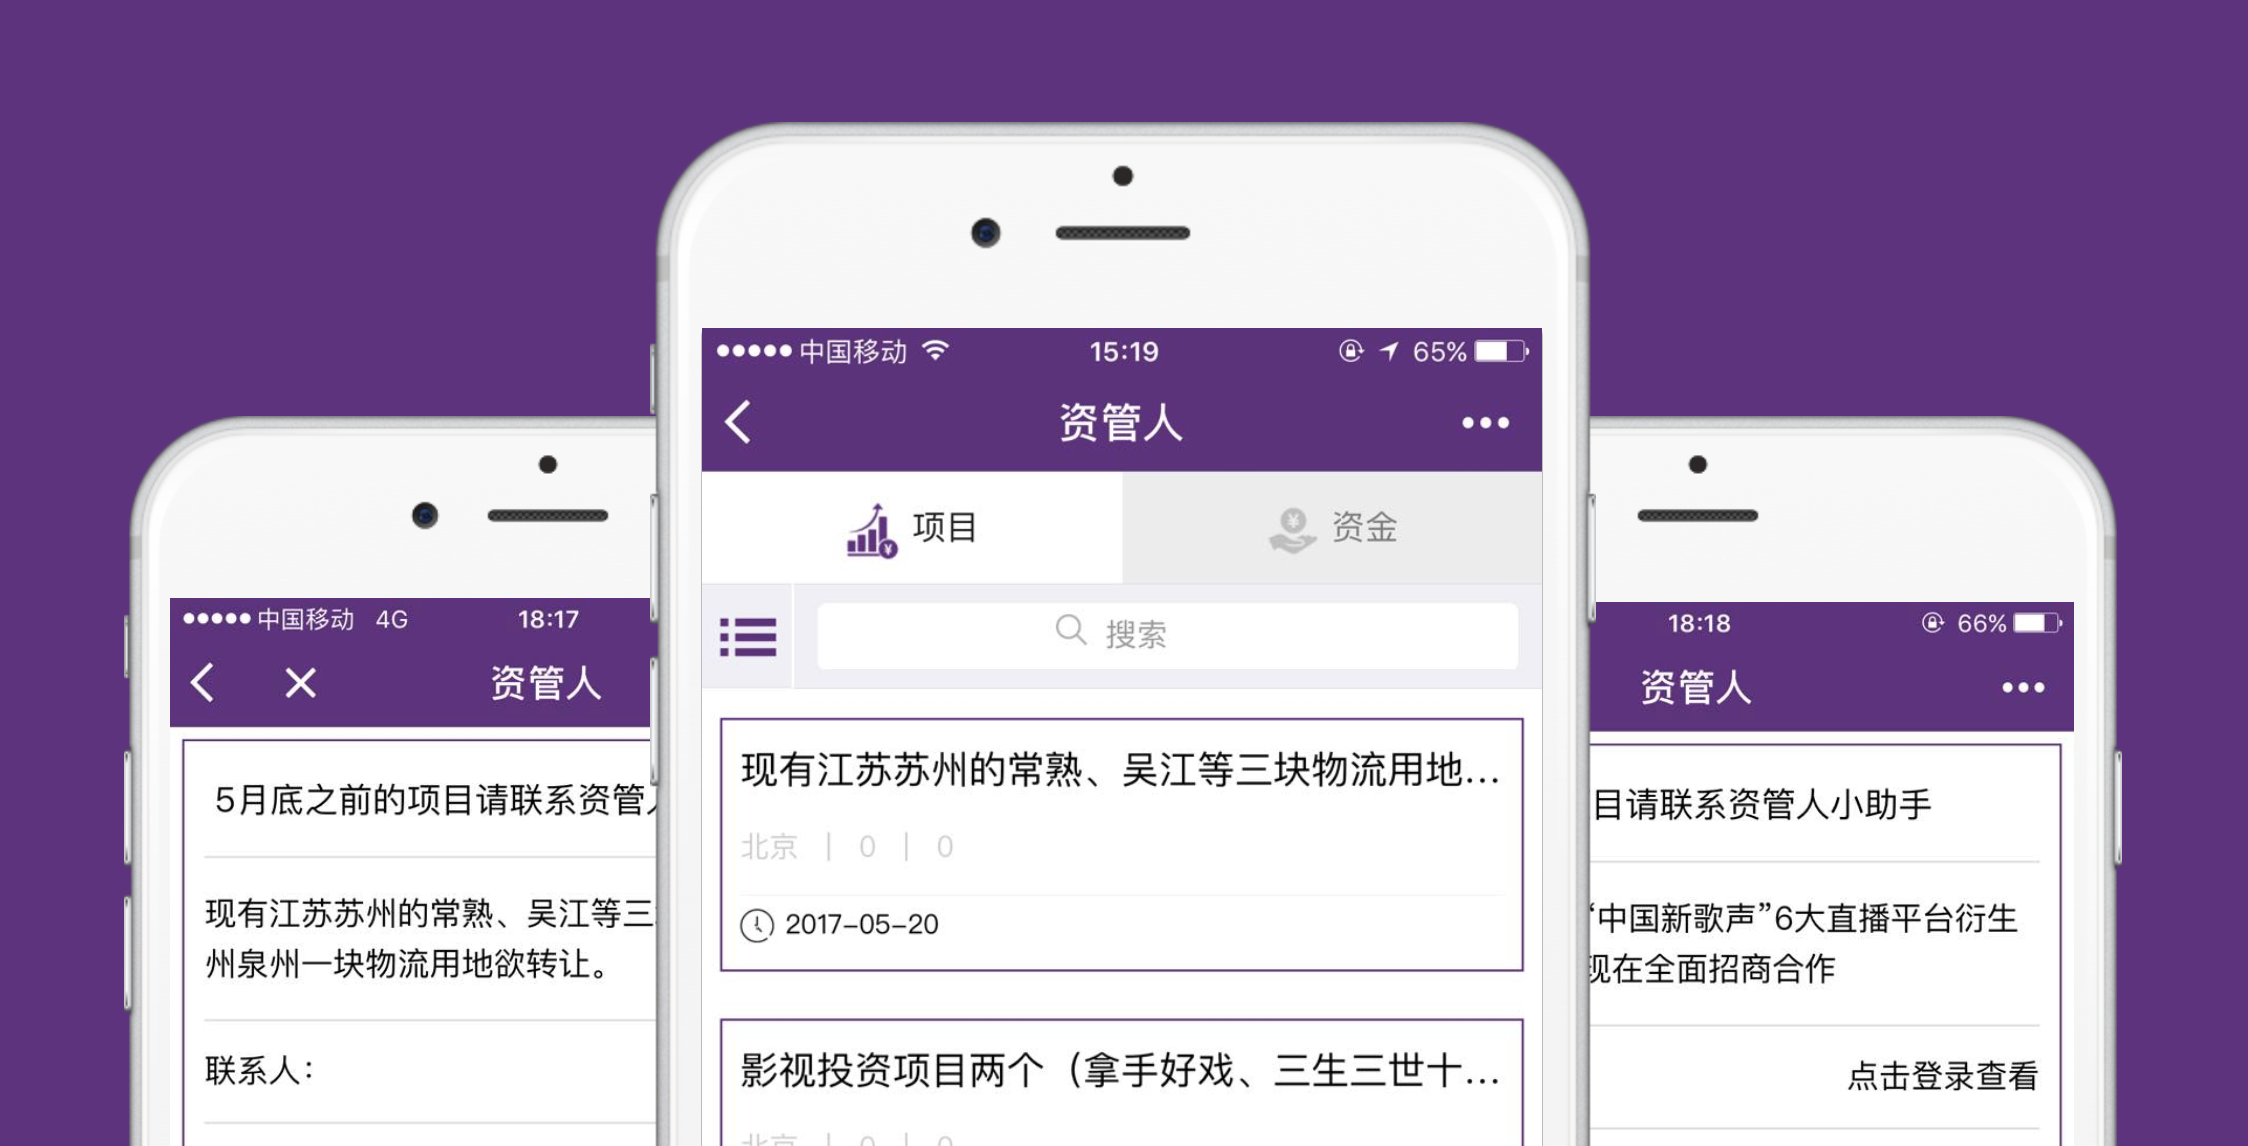 中国移动 15:19 65%
资管人
项目 资金
搜索
现有江苏苏州的常熟、吴江等三块物流用地...
北京 | 0 | 0
2017-05-20
影视投资项目两个（拿手好戏、三生三世十...
北京 | 0 | 0
中国移动 4G 18:17
资管人
5月底之前的项目请联系资管
现有江苏苏州的常熟、吴江等三
州泉州一块物流用地欲转让。
联系人：
18:18 66%
资管人
目请联系资管人小助手
“中国新歌声”6大直播平台衍生
现在全面招商合作
点击登录查看